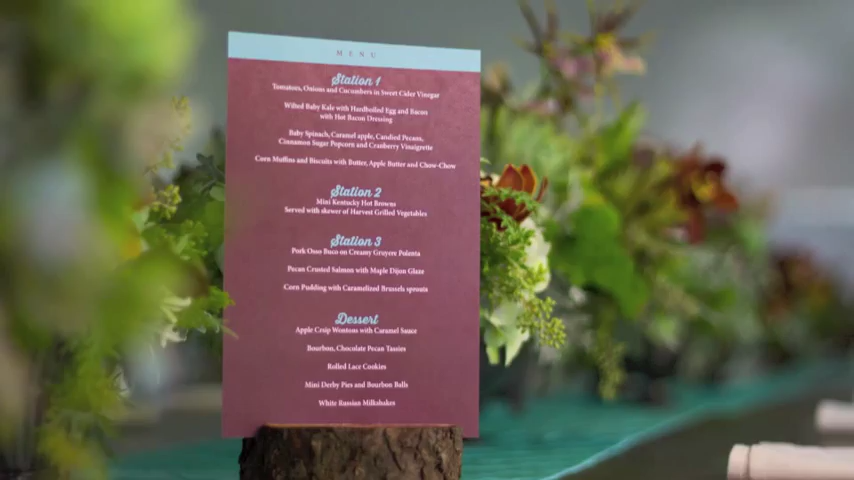 MENU
Station 1
Tomatoes, Onions and Cucumbers in Sweet Cider Vinegar
Wilted Baby Kale with Hardboiled Egg and Bacon
with Hot Bacon Dressing
Baby Spinach, Caramel apple, Candied Pecans,
Cinnamon Sugar Popcorn and Cranberry Vinaigrette
Corn Muffins and Biscuits with Butter, Apple Butter and Chow-Chow
Station 2
Mini Kentucky Hot Browns
Served with skewer of Harvest Grilled Vegetables
Station 3
Pork Osso Buco on Creamy Gruyere Polenta
Pecan Crusted Salmon with Maple Dijon Glaze
Corn Pudding with Caramelized Brussels sprouts
Dessert
Apple Crisp Wontons with Caramel Sauce
Bourbon, Chocolate Pecan Tassies
Rolled Lace Cookies
Mini Derby Pies and Bourbon Balls
White Russian Milkshakes